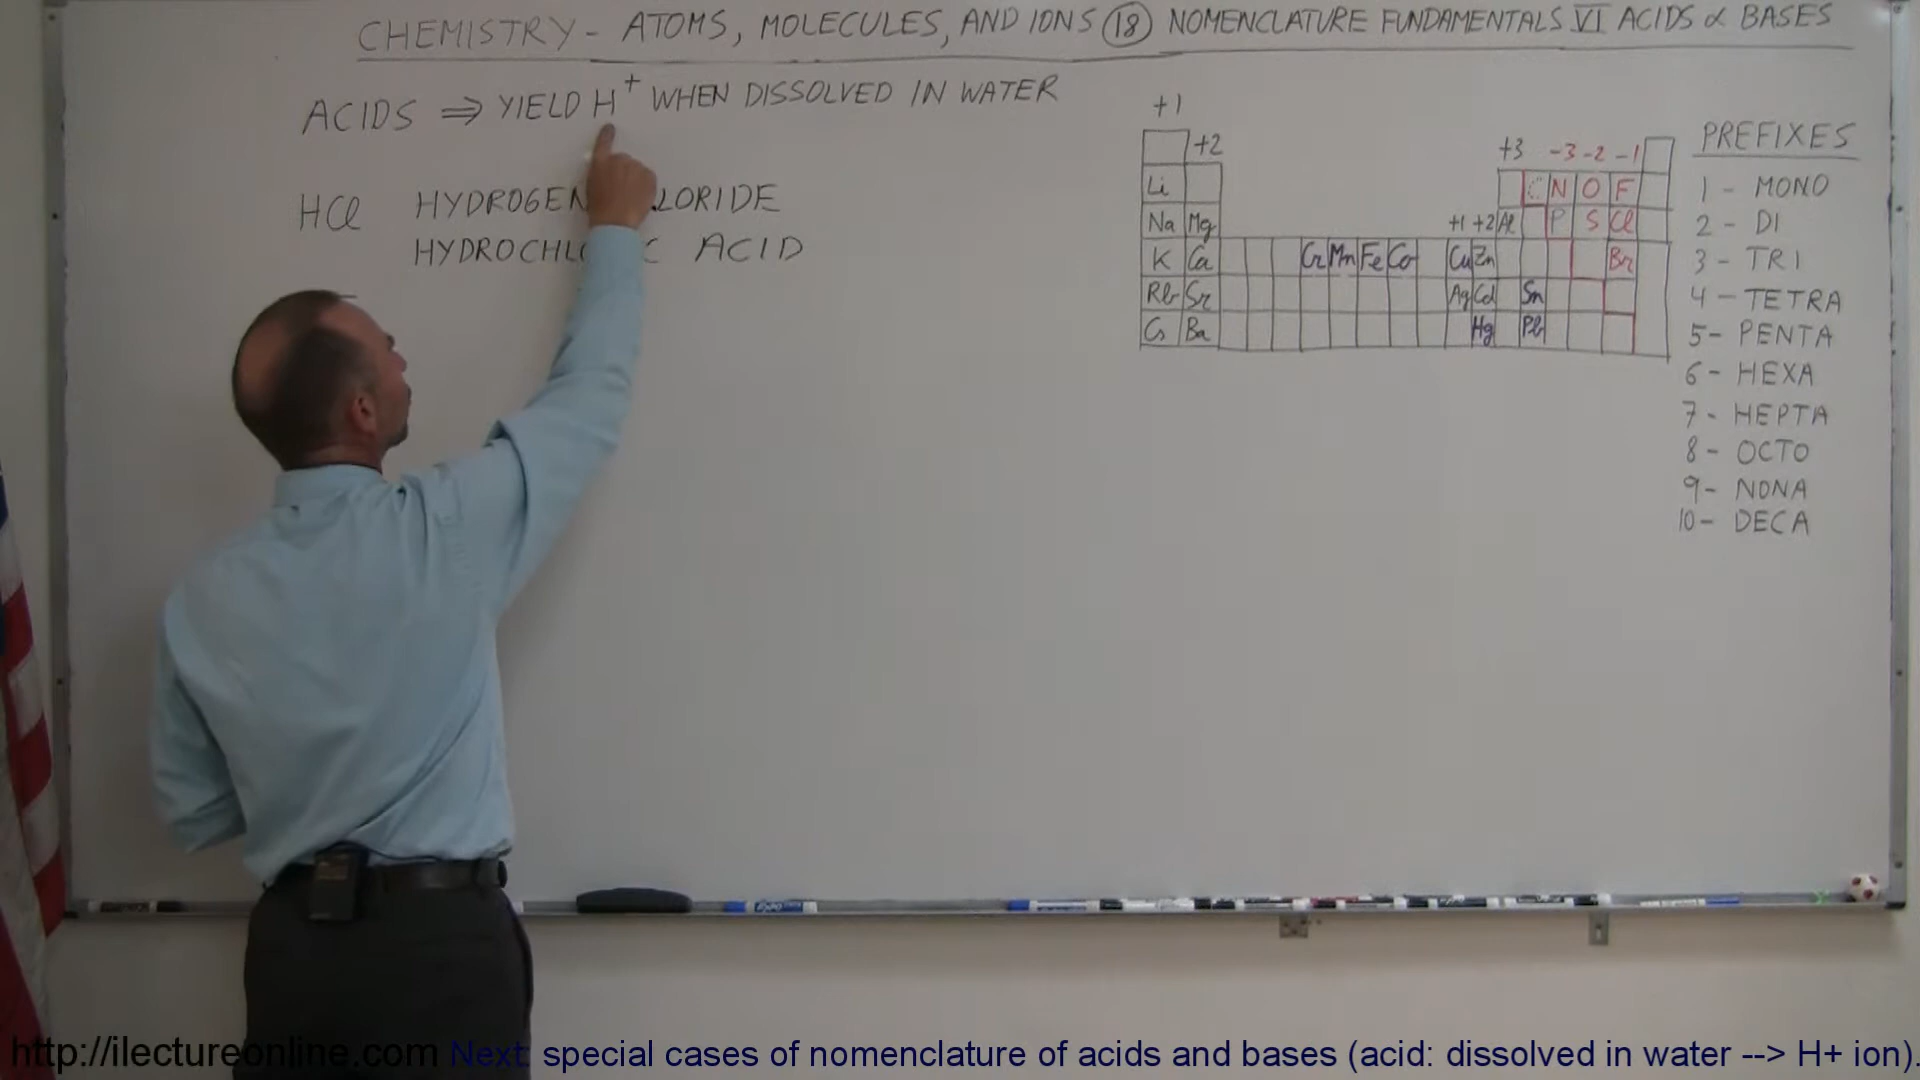 CHEMISTRY - ATOMS, MOLECULES, AND IONS 18 NOMENCLATURE FUNDAMENTALS VI ACIDS & BASES
ACIDS ⇒ YIELD H+ WHEN DISSOLVED IN WATER
HCl HYDROGEN
HYDROCHL ACID
+1
+2 +3 -3 -2 -1
Li C N O F
Na Mg +1 +2 Al P S Cl
K Ca Cr Mn Fe Co Cu Zn Br
Rb Sr Ag Cd Sn
Cs Ba Hg Pb
PREFIXES
1 - MONO
2 - DI
3 - TRI
4 - TETRA
5 - PENTA
6 - HEXA
7 - HEPTA
8 - OCTO
9 - NONA
10 - DECA
http://ilectureonline.com Next: special cases of nomenclature of acids and bases (acid: dissolved in water --> H+ ion).